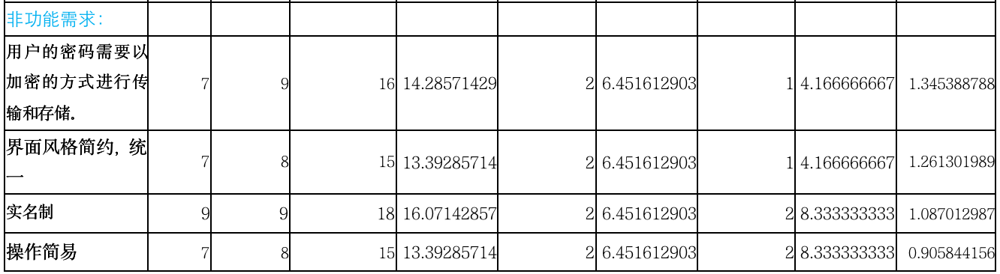 非功能需求：
用户的密码需要以
加密的方式进行传 7 9 16 14.28571429 2 6.451612903 1 4.166666667 1.345388788
输和存储。
界面风格简约，统
一 7 8 15 13.39285714 2 6.451612903 1 4.166666667 1.261301989
实名制 9 9 18 16.07142857 2 6.451612903 2 8.333333333 1.087012987
操作简易 7 8 15 13.39285714 2 6.451612903 2 8.333333333 0.905844156